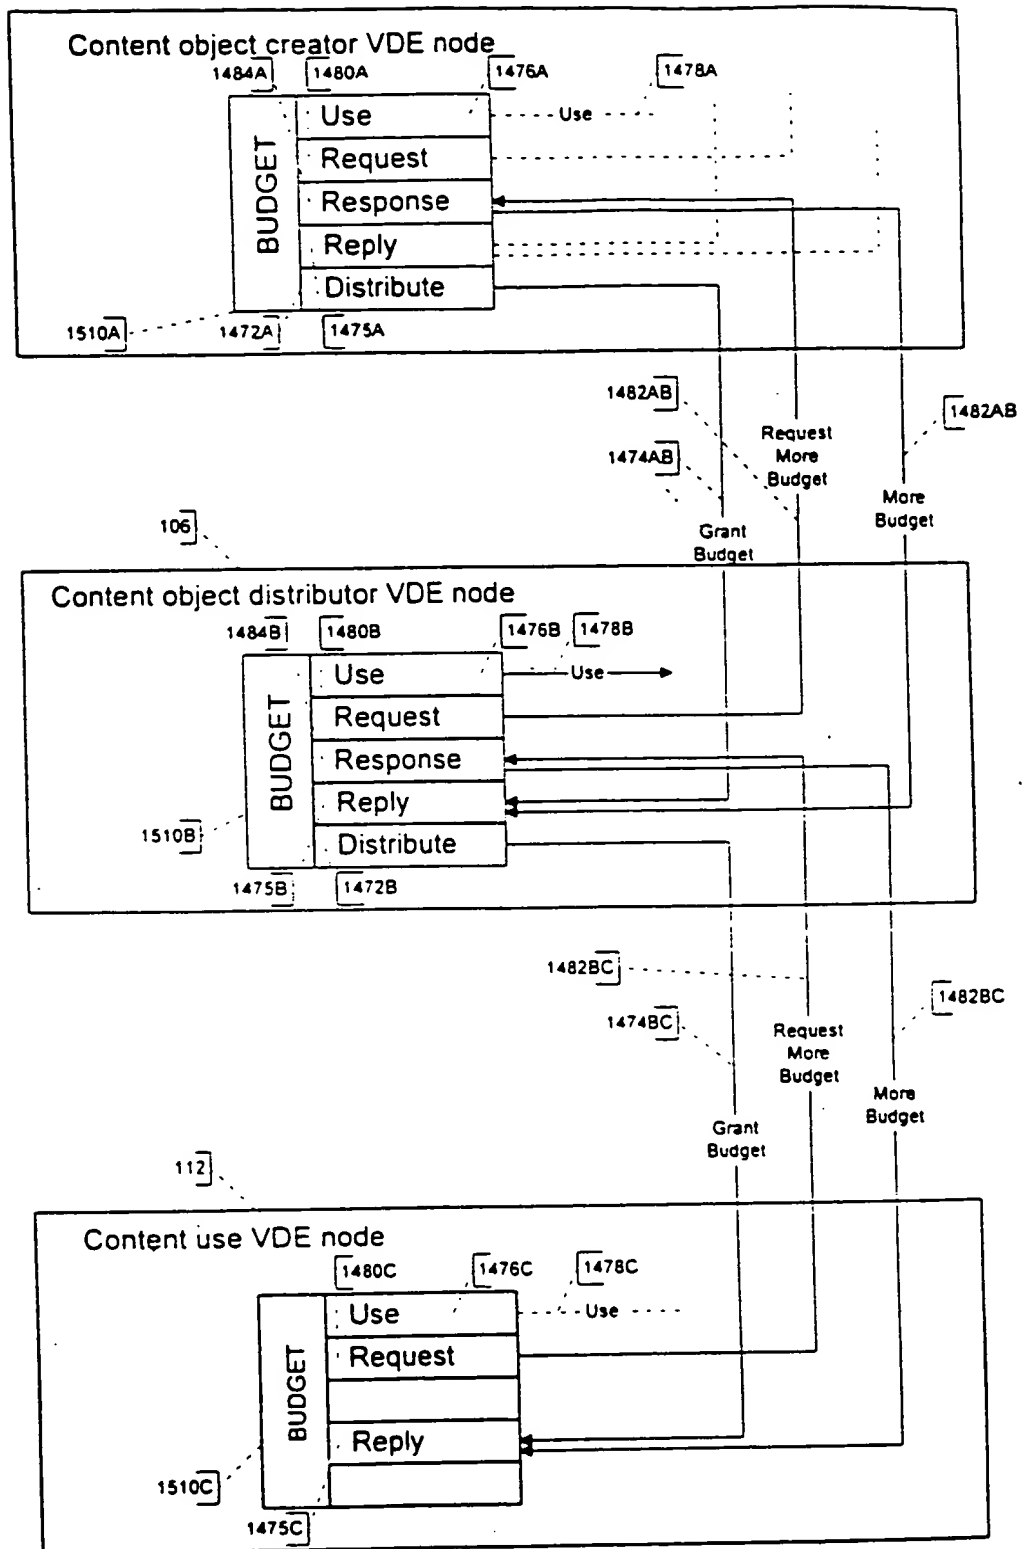 Content object creator VDE node
1484A
1480A
1476A
1478A
BUDGET
Use
Use
Request
Response
Reply
Distribute
1510A
1472A
1475A
1482AB
1482AB
Request
More
Budget
1474AB
More
Budget
Grant
Budget
106
Content object distributor VDE node
1484B
1480B
1476B
1478B
BUDGET
Use
Use
Request
Response
Reply
Distribute
1510B
1475B
1472B
1482BC
1482BC
1474BC
Request
More
Budget
More
Budget
Grant
Budget
112
Content use VDE node
1480C
1476C
1478C
BUDGET
Use
Use
Request
Reply
1510C
1475C